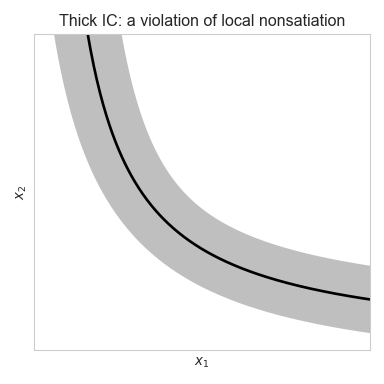 Thick IC: a violation of local nonsatiation
x₂
x₁